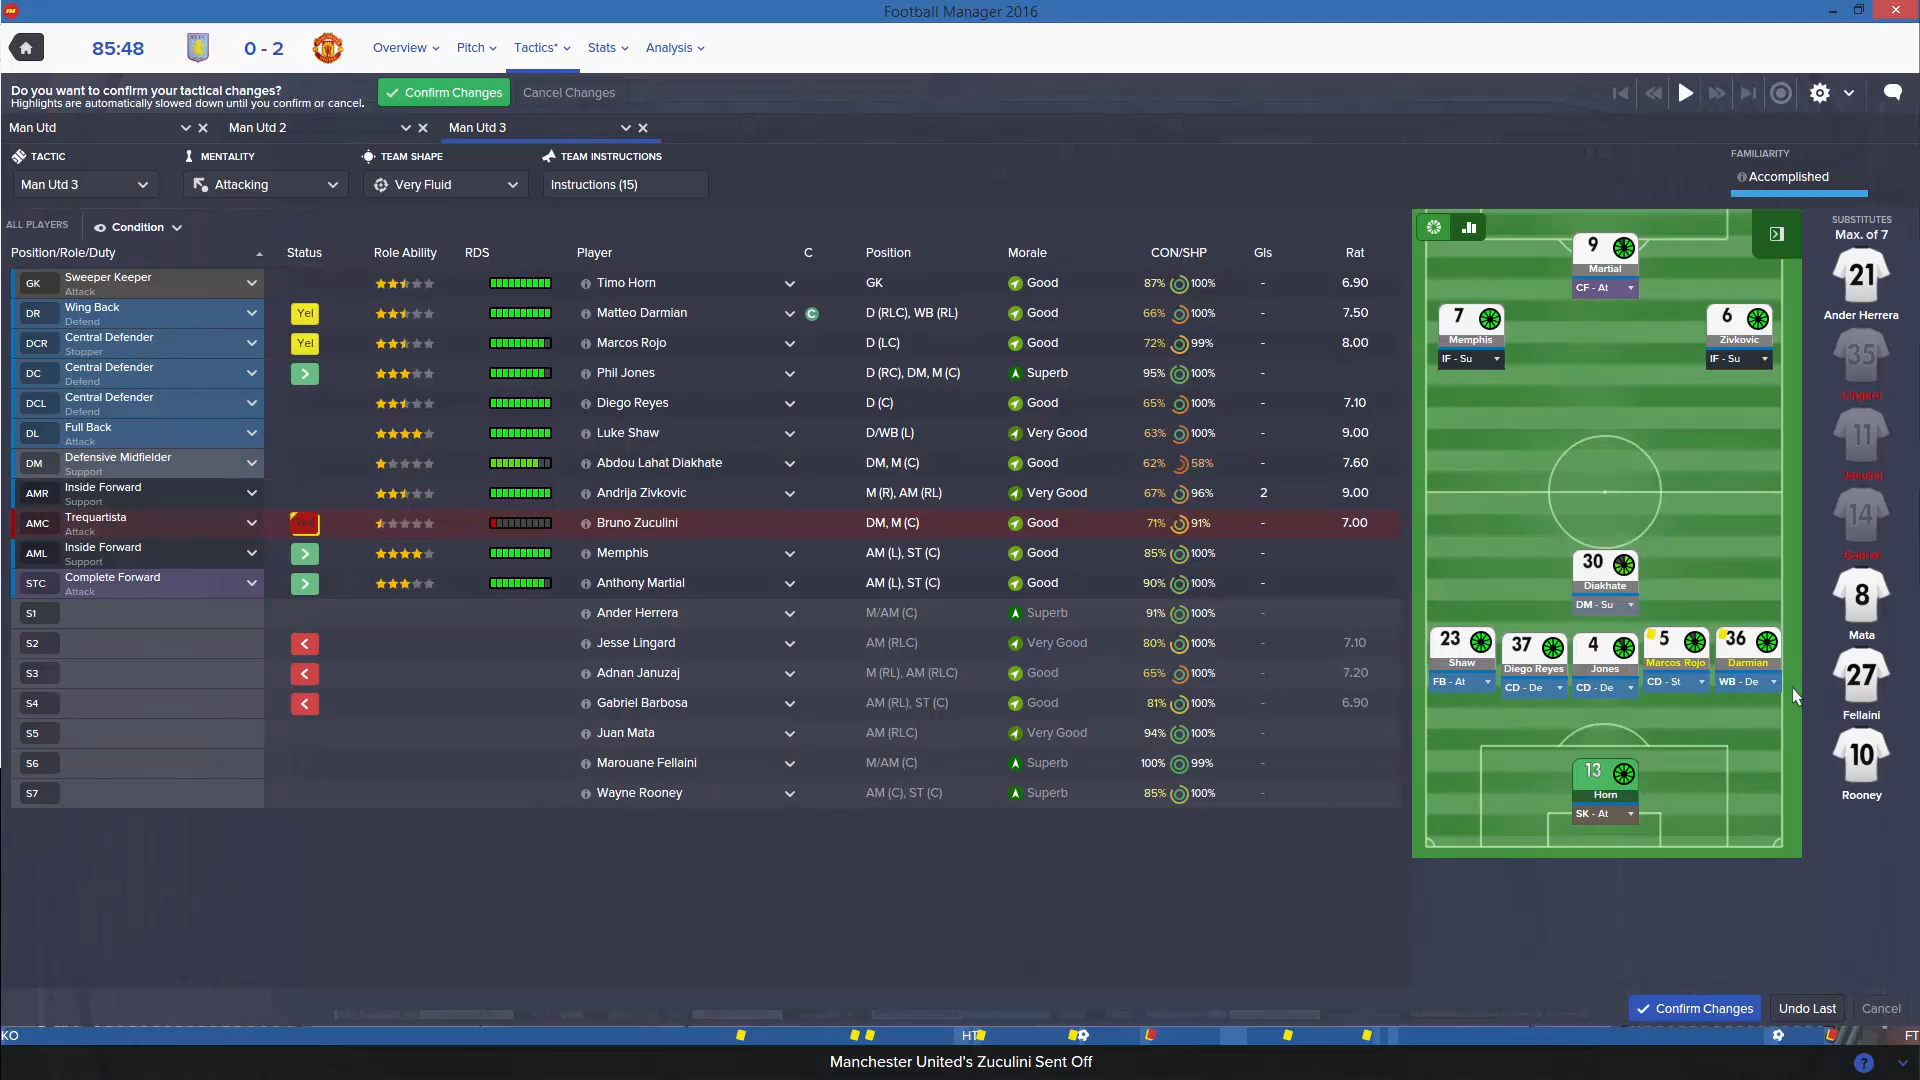 Football Manager 2016
85:48 0 - 2 Overview Pitch Tactics* Stats Analysis
Do you want to confirm your tactical changes?
Highlights are automatically slowed down until you confirm or cancel.
Confirm Changes Cancel Changes
Man Utd Man Utd 2 Man Utd 3
TACTIC MENTALITY TEAM SHAPE TEAM INSTRUCTIONS
Man Utd 3 Attacking Very Fluid Instructions (15)
FAMILIARITY
Accomplished
ALL PLAYERS Condition
Position/Role/Duty Status Role Ability RDS Player C Position Morale CON/SHP Gls Rat
GK Sweeper Keeper Attack Timo Horn GK Good 87% 100% - 6.90
DR Wing Back Defend Yel Matteo Darmian C D (RLC), WB (RL) Good 66% 100% - 7.50
DCR Central Defender Stopper Yel Marcos Rojo D (LC) Good 72% 99% - 8.00
DC Central Defender Defend Phil Jones D (RC), DM, M (C) Superb 95% 100% -
DCL Central Defender Defend Diego Reyes D (C) Good 65% 100% - 7.10
DL Full Back Attack Luke Shaw D/WB (L) Very Good 63% 100% - 9.00
DM Defensive Midfielder Support Abdou Lahat Diakhate DM, M (C) Good 62% 58% - 7.60
AMR Inside Forward Support Andrija Zivkovic M (R), AM (RL) Very Good 67% 96% 2 9.00
AMC Trequartista Attack Bruno Zuculini DM, M (C) Good 71% 91% - 7.00
AML Inside Forward Support Memphis AM (L), ST (C) Good 85% 100% -
STC Complete Forward Attack Anthony Martial AM (L), ST (C) Good 90% 100% -
S1 Ander Herrera M/AM (C) Superb 91% 100% -
S2 Jesse Lingard AM (RLC) Very Good 80% 100% - 7.10
S3 Adnan Januzaj M (RL), AM (RLC) Good 65% 100% - 7.20
S4 Gabriel Barbosa AM (RL), ST (C) Good 81% 100% - 6.90
S5 Juan Mata AM (RLC) Very Good 94% 100% -
S6 Marouane Fellaini M/AM (C) Superb 100% 99% -
S7 Wayne Rooney AM (C), ST (C) Superb 85% 100% -
9
Martial
CF - At
7 6
Memphis Zivkovic
IF - Su IF - Su
30
Diakhate
DM - Su
23 37 4 5 36
Shaw Diego Reyes Jones Marcos Rojo Darmian
FB - At CD - De CD - De CD - St WB - De
13
Horn
SK - At
SUBSTITUTES
Max. of 7
21
Ander Herrera
35
Lingard
11
Januzaj
14
8
Mata
27
Fellaini
10
Rooney
Confirm Changes Undo Last Cancel
KO HT FT
Manchester United's Zuculini Sent Off
?